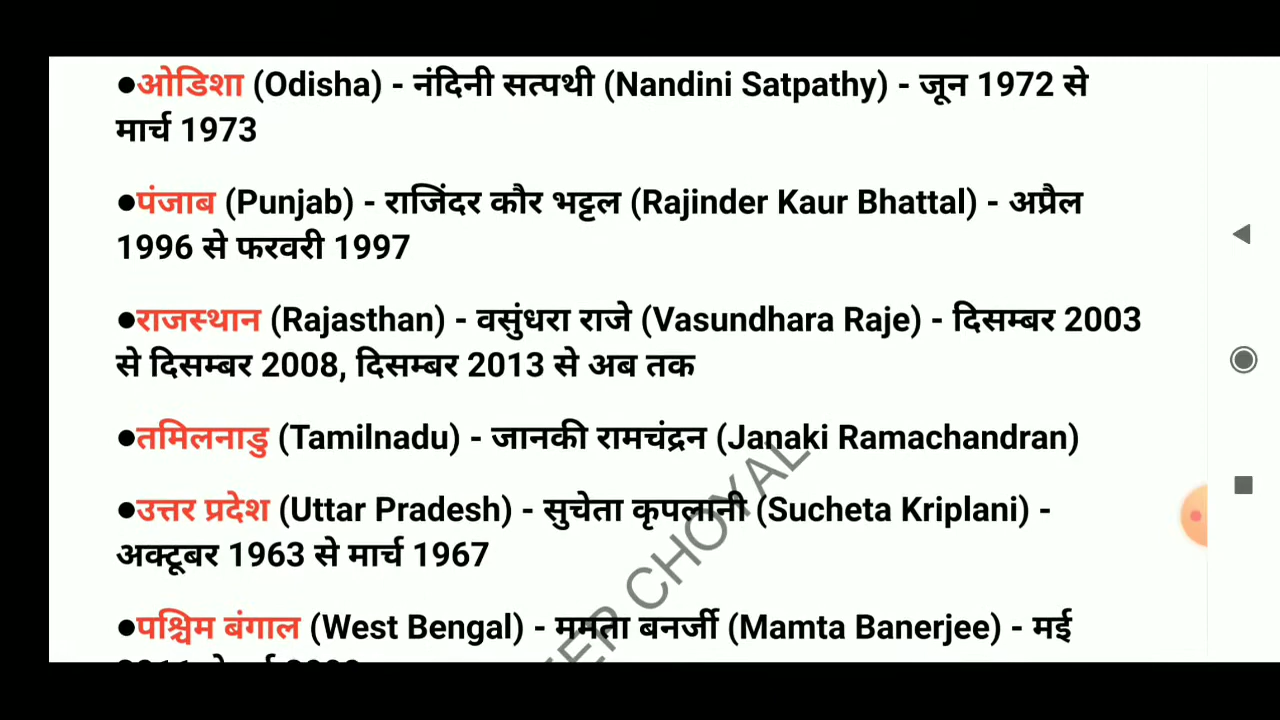 ●ओडिशा (Odisha) - नंदिनी सत्पथी (Nandini Satpathy) - जून 1972 से
मार्च 1973
●पंजाब (Punjab) - राजिंदर कौर भट्टल (Rajinder Kaur Bhattal) - अप्रैल
1996 से फरवरी 1997
●राजस्थान (Rajasthan) - वसुंधरा राजे (Vasundhara Raje) - दिसम्बर 2003
से दिसम्बर 2008, दिसम्बर 2013 से अब तक
●तमिलनाडु (Tamilnadu) - जानकी रामचंद्रन (Janaki Ramachandran)
●उत्तर प्रदेश (Uttar Pradesh) - सुचेता कृपलानी (Sucheta Kriplani) -
अक्टूबर 1963 से मार्च 1967
●पश्चिम बंगाल (West Bengal) - ममता बनर्जी (Mamta Banerjee) - मई
CHOYAL